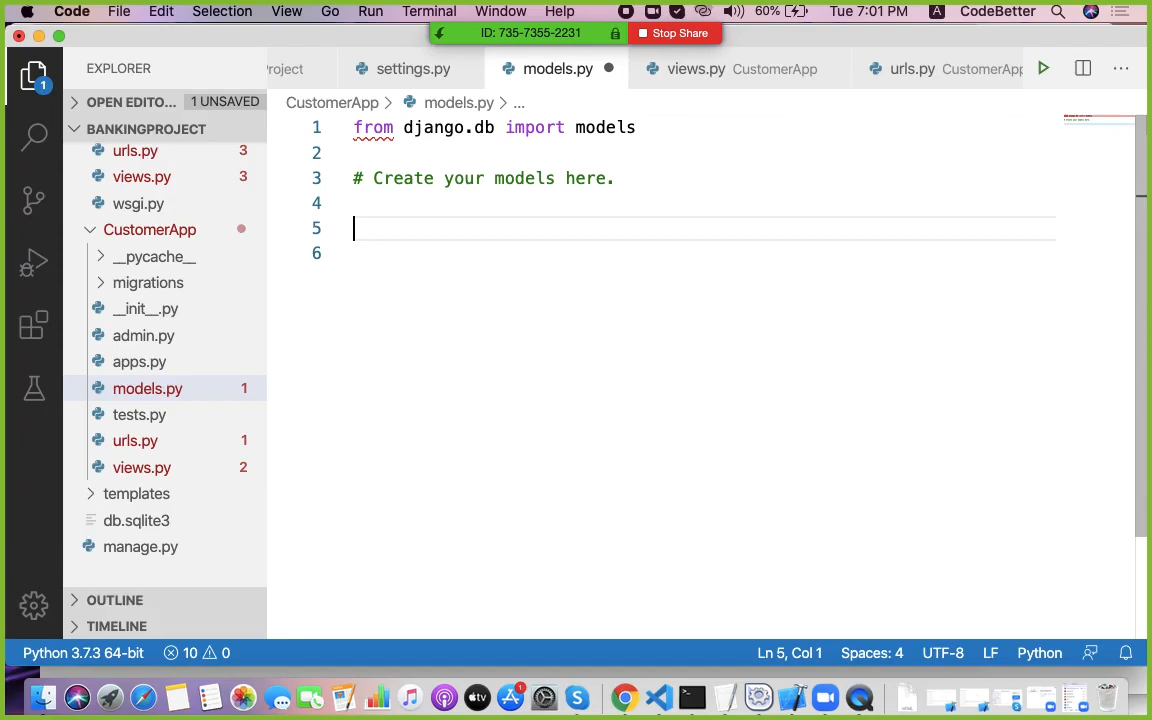 Code File Edit Selection View Go Run Terminal Window Help 60% Tue 7:01 PM A CodeBetter
ID: 735-7355-2231 Stop Share
EXPLORER roject settings.py models.py views.py CustomerApp urls.py CustomerApp
OPEN EDITO... 1 UNSAVED
CustomerApp > models.py > ...
BANKINGPROJECT
urls.py 3
views.py 3
wsgi.py
CustomerApp
__pycache__
migrations
__init__.py
admin.py
apps.py
models.py 1
tests.py
urls.py 1
views.py 2
templates
db.sqlite3
manage.py
OUTLINE
TIMELINE
1 from django.db import models
2
3 # Create your models here.
4
5
6
1
Python 3.7.3 64-bit 10 0 Ln 5, Col 1 Spaces: 4 UTF-8 LF Python
tv
1